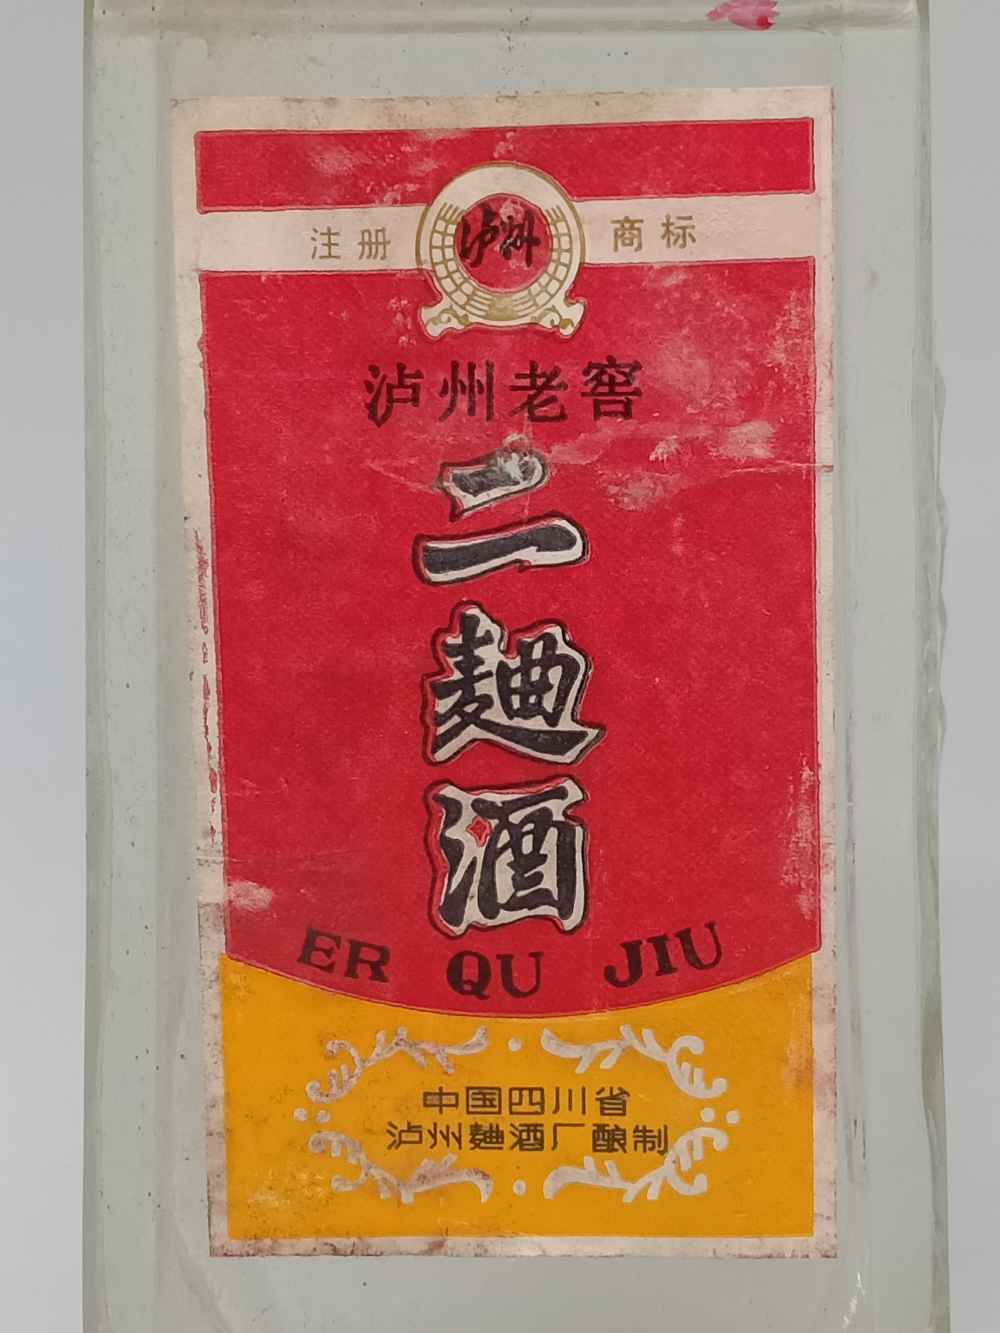 注册 泸州 商标
泸州老窖
二麯酒
ER QU JIU
中国四川省
泸州麯酒厂酿制